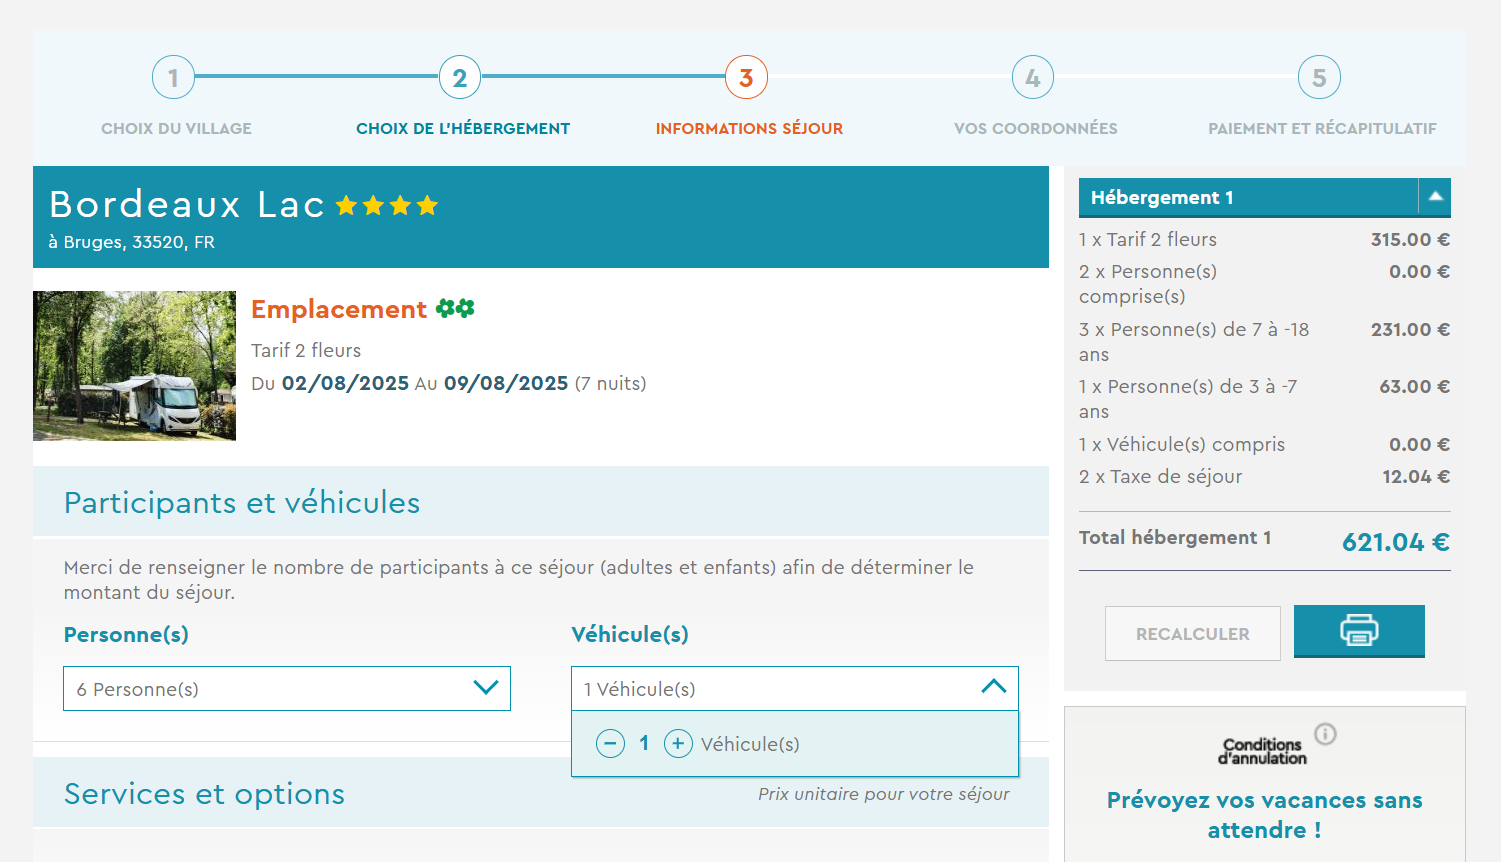 1
2
3
4
5
CHOIX DU VILLAGE
CHOIX DE L'HÉBERGEMENT
INFORMATIONS SÉJOUR
VOS COORDONNÉES
PAIEMENT ET RÉCAPITULATIF
Bordeaux Lac
à Bruges, 33520, FR
Emplacement
Tarif 2 fleurs
Du 02/08/2025 Au 09/08/2025 (7 nuits)
Participants et véhicules
Merci de renseigner le nombre de participants à ce séjour (adultes et enfants) afin de déterminer le
montant du séjour.
Personne(s)
6 Personne(s)
Véhicule(s)
1 Véhicule(s)
1 Véhicule(s)
Services et options
Prix unitaire pour votre séjour
Hébergement 1
1 x Tarif 2 fleurs 315.00 €
2 x Personne(s) 0.00 €
comprise(s)
3 x Personne(s) de 7 à -18 231.00 €
ans
1 x Personne(s) de 3 à -7 63.00 €
ans
1 x Véhicule(s) compris 0.00 €
2 x Taxe de séjour 12.04 €
Total hébergement 1 621.04 €
RECALCULER
Conditions
d'annulation
Prévoyez vos vacances sans
attendre !